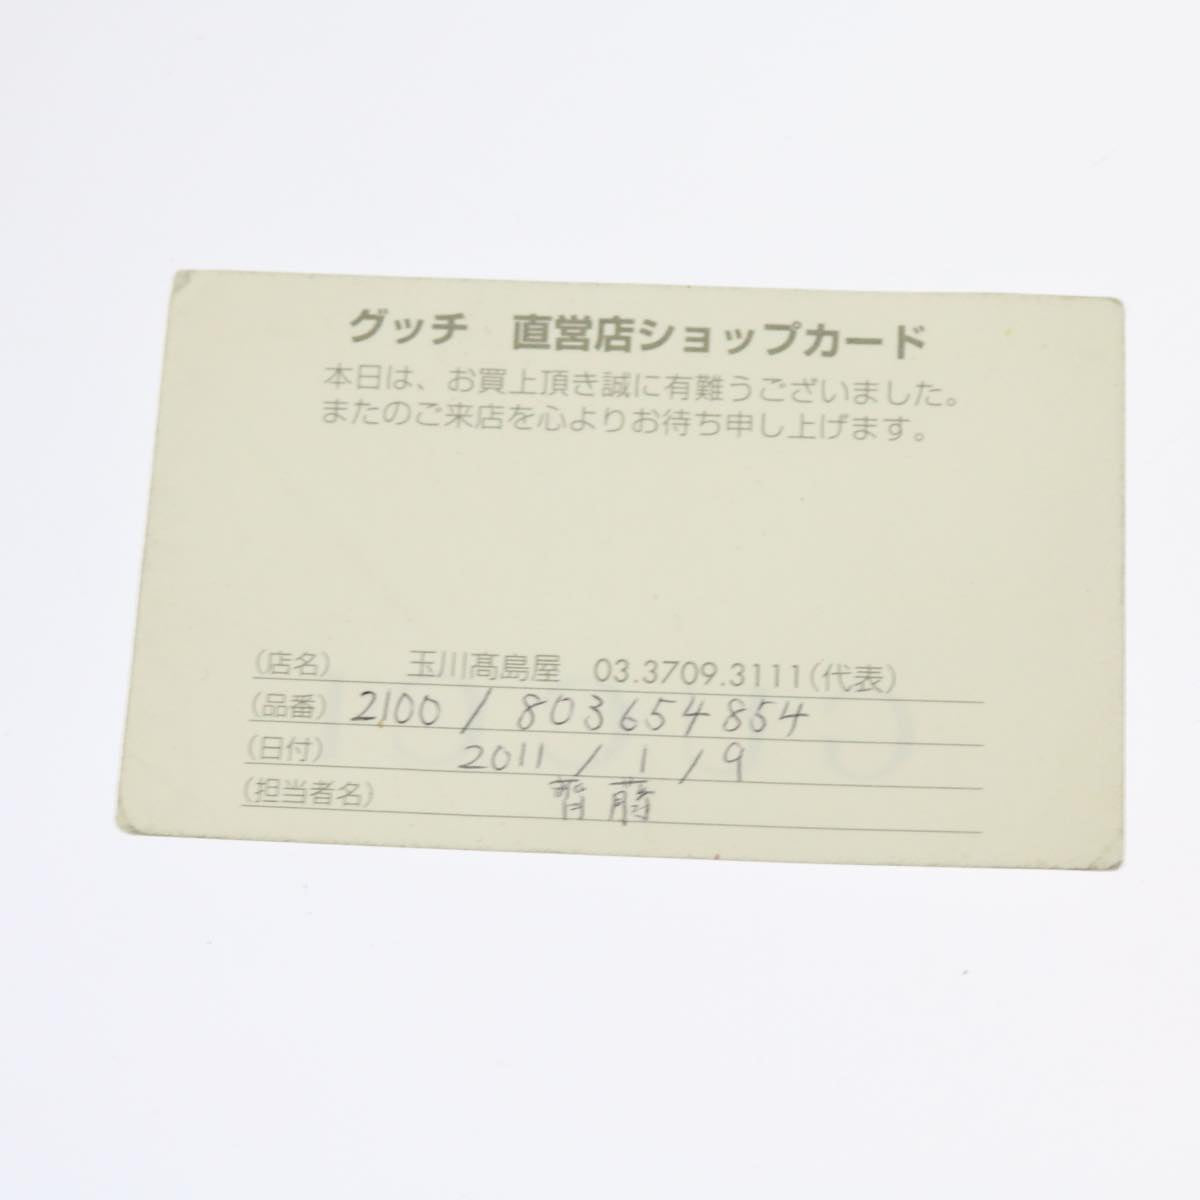 グッチ　直営店ショップカード
本日は、お買上頂き誠に有難うございました。
またのご来店を心よりお待ち申し上げます。
(店名) 玉川髙島屋 03.3709.3111(代表)
(品番) 2100 / 803654854
(日付) 2011 / 1 / 9
(担当者名) 齊藤